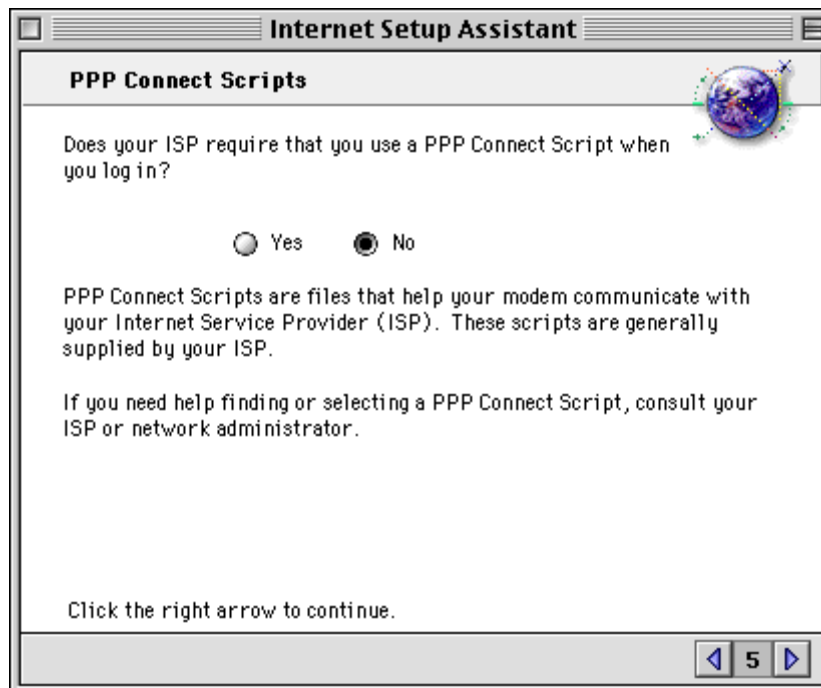 Internet Setup Assistant
PPP Connect Scripts
Does your ISP require that you use a PPP Connect Script when
you log in?
Yes No
PPP Connect Scripts are files that help your modem communicate with
your Internet Service Provider (ISP). These scripts are generally
supplied by your ISP.
If you need help finding or selecting a PPP Connect Script, consult your
ISP or network administrator.
Click the right arrow to continue.
5